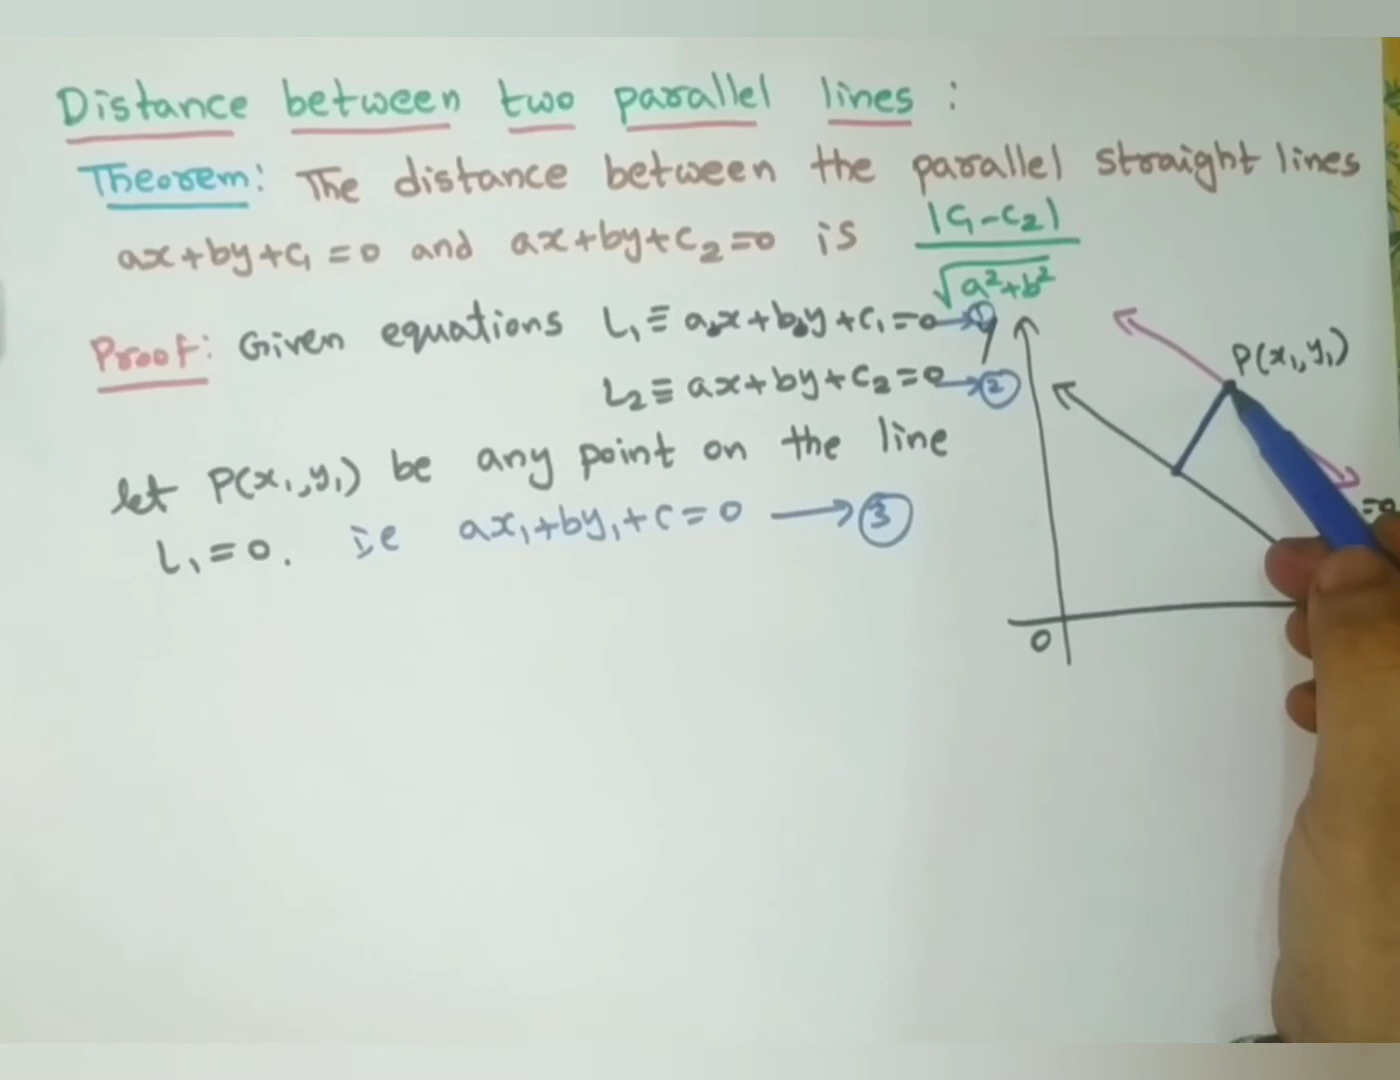 Distance between two parallel lines :
Theorem: The distance between the parallel straight lines
ax+by+c₁=0 and ax+by+c₂=0 is |c₁-c₂| / √a²+b²
Proof: Given equations L₁≡ ax+by+c₁=0 → ①
L₂≡ ax+by+c₂=0 → ②
let P(x₁,y₁) be any point on the line
L₁=0. ie ax₁+by₁+c=0 → ③
y
P(x₁,y₁)
=0
O